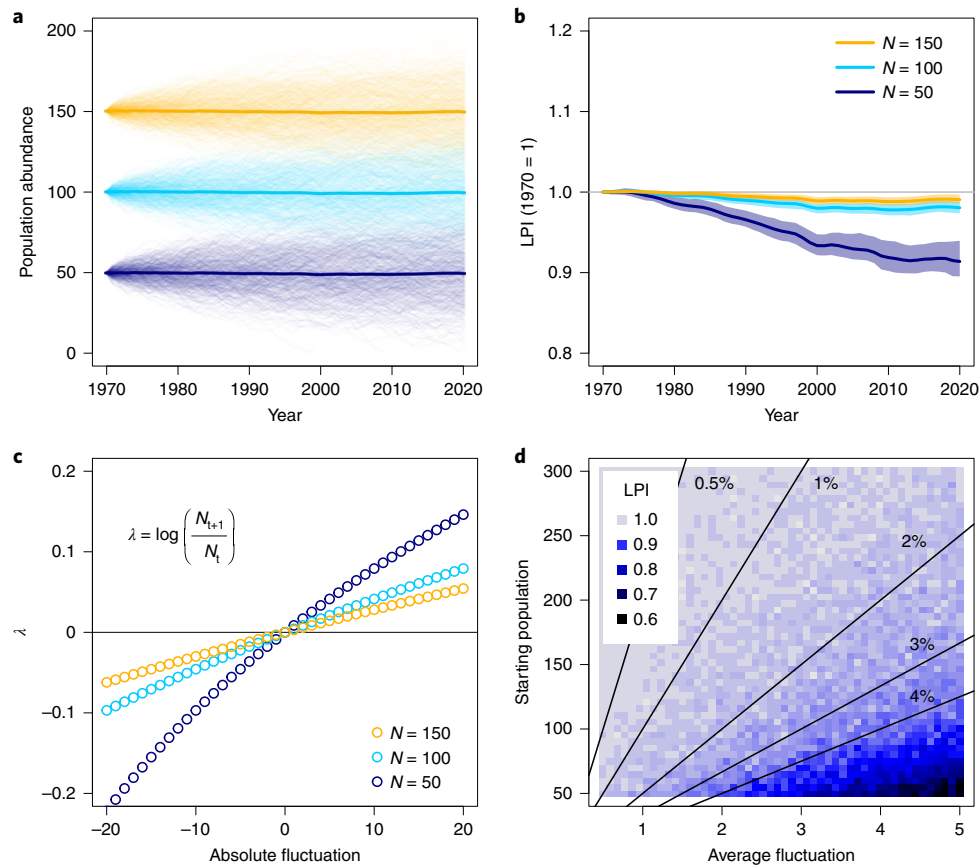 a
200
150
100
50
0
Population abundance
1970 1980 1990 2000 2010 2020
Year
b
1.2
1.1
1.0
0.9
0.8
LPI (1970 = 1)
N = 150
N = 100
N = 50
1970 1980 1990 2000 2010 2020
Year
c
0.2
0.1
0
−0.1
−0.2
λ
λ = log (N_{t+1} / N_t)
N = 150
N = 100
N = 50
−20 −10 0 10 20
Absolute fluctuation
d
300
250
200
150
100
50
Starting population
LPI
1.0
0.9
0.8
0.7
0.6
0.5%
1%
2%
3%
4%
1 2 3 4 5
Average fluctuation